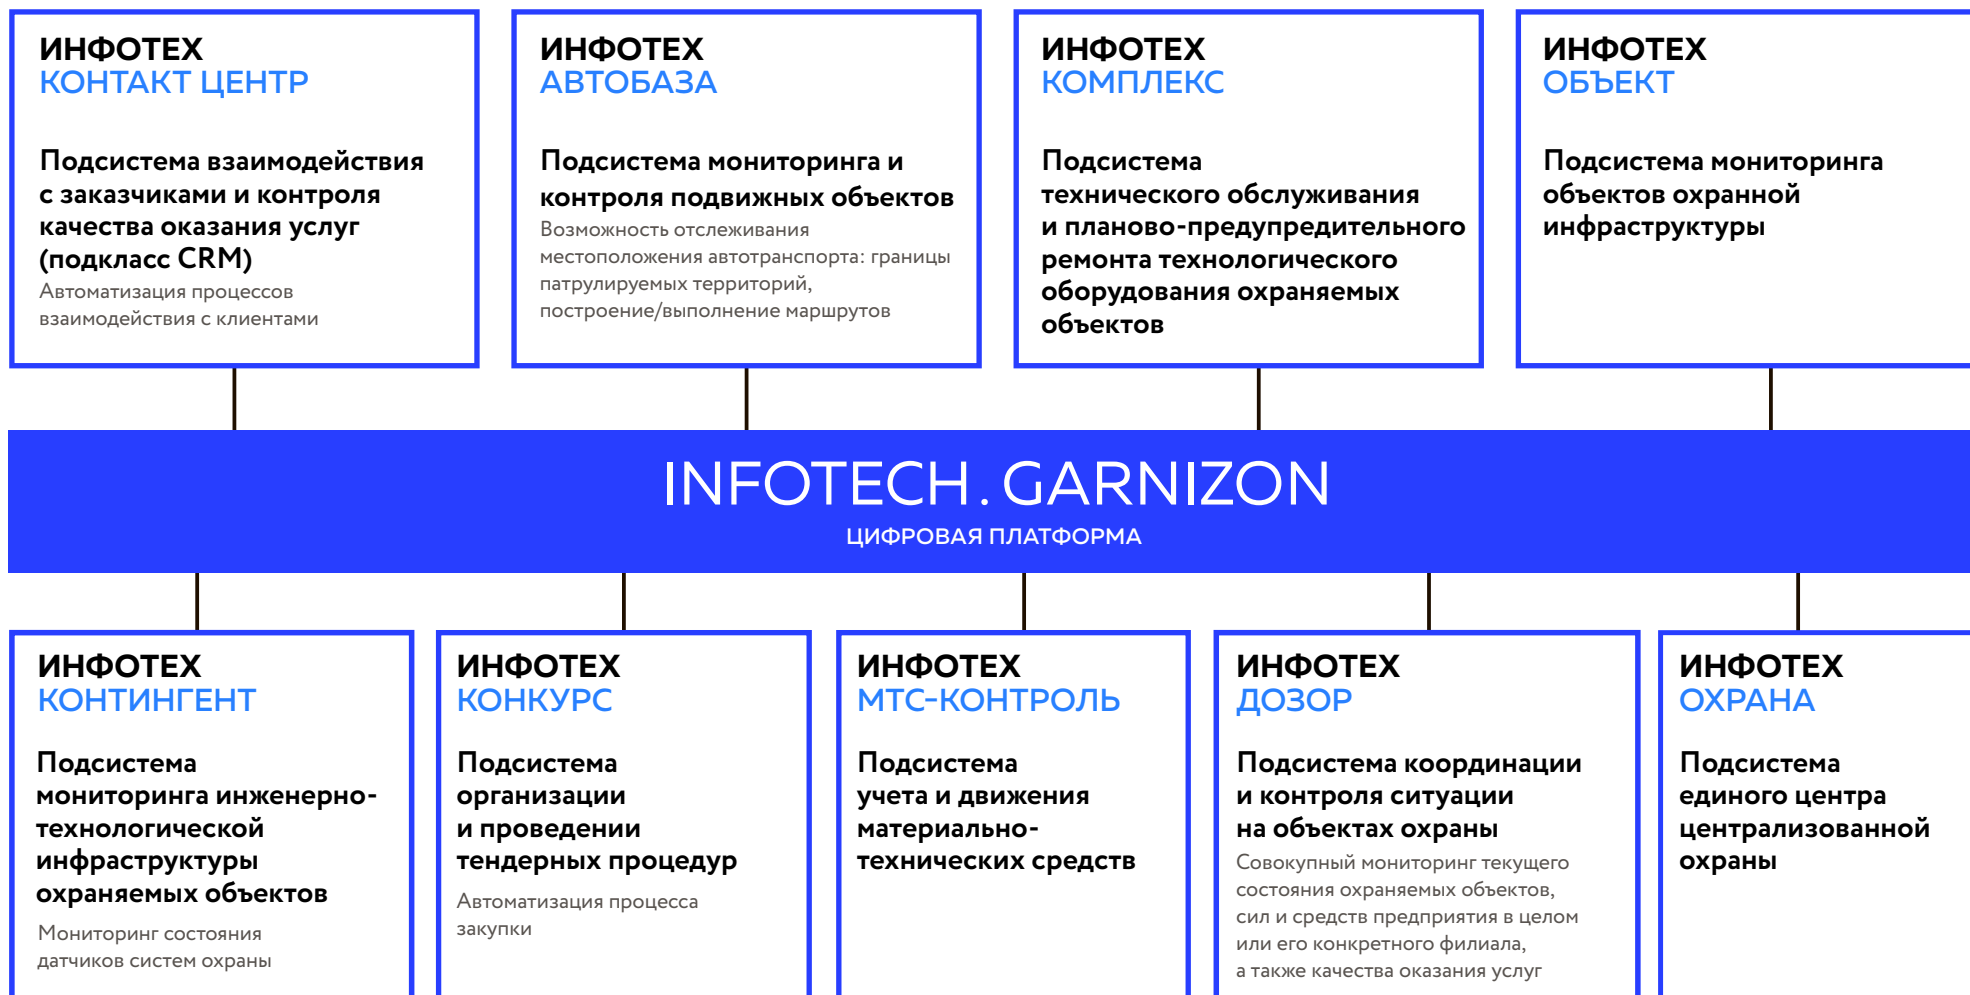 ИНФОТЕХ
КОНТАКТ ЦЕНТР
Подсистема взаимодействия
с заказчиками и контроля
качества оказания услуг
(подкласс CRM)
Автоматизация процессов
взаимодействия с клиентами
ИНФОТЕХ
АВТОБАЗА
Подсистема мониторинга и
контроля подвижных объектов
Возможность отслеживания
местоположения автотранспорта: границы
патрулируемых территорий,
построение/выполнение маршрутов
ИНФОТЕХ
КОМПЛЕКС
Подсистема
технического обслуживания
и планово-предупредительного
ремонта технологического
оборудования охраняемых
объектов
ИНФОТЕХ
ОБЪЕКТ
Подсистема мониторинга
объектов охранной
инфраструктуры
INFOTECH. GARNIZON
ЦИФРОВАЯ ПЛАТФОРМА
ИНФОТЕХ
КОНТИНГЕНТ
Подсистема
мониторинга инженерно-
технологической
инфраструктуры
охраняемых объектов
Мониторинг состояния
датчиков систем охраны
ИНФОТЕХ
КОНКУРС
Подсистема
организации
и проведении
тендерных процедур
Автоматизация процесса
закупки
ИНФОТЕХ
МТС-КОНТРОЛЬ
Подсистема
учета и движения
материально-
технических средств
ИНФОТЕХ
ДОЗОР
Подсистема координации
и контроля ситуации
на объектах охраны
Совокупный мониторинг текущего
состояния охраняемых объектов,
сил и средств предприятия в целом
или его конкретного филиала,
а также качества оказания услуг
ИНФОТЕХ
ОХРАНА
Подсистема
единого центра
централизованной
охраны